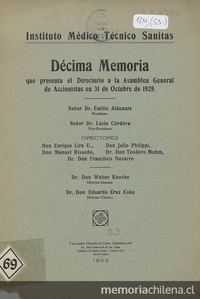 120,(53-)
Instituto Médico Técnico Sanitas
Décima Memoria
que presenta el Directorio a la Asamblea General
de Accionistas en 31 de Octubre de 1929.
Señor Dr. Emilio Aldunate
Presidente
Señor Dr. Lucio Córdova
Vice-Presidente
DIRECTORES:
Don Enrique Lira U., Don Julio Philippi,
Don Manuel Risueño, Dr. Don Teodoro Muhm,
Dr. Don Francisco Navarro
Dr. Don Walter Knoche
Director Gerente
Dr. Don Eduardo Cruz Coke
Director Técnico
69
1929
memoriachilena.cl